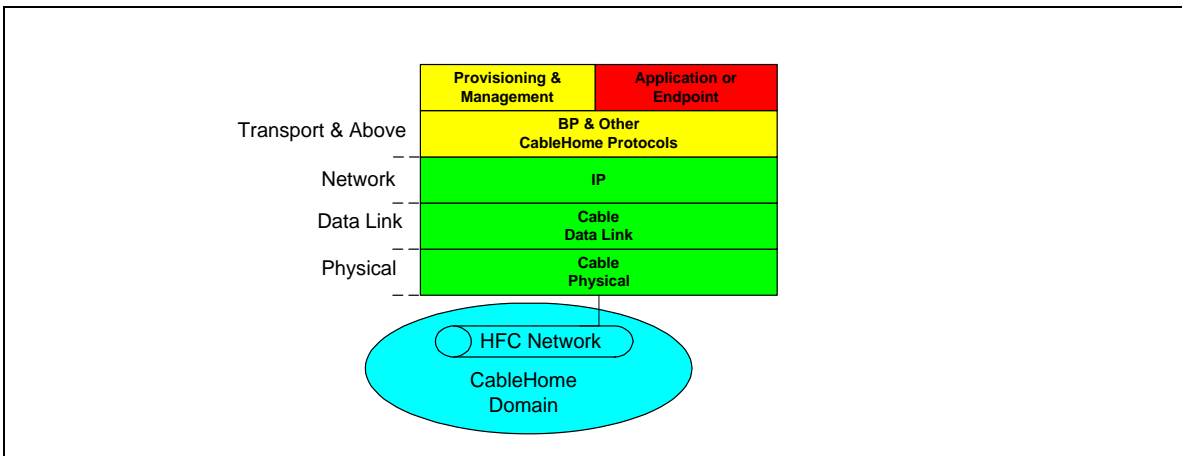 Provisioning &
Management
Application or
Endpoint
Transport & Above
BP & Other
CableHome Protocols
Network
IP
Data Link
Cable
Data Link
Physical
Cable
Physical
HFC Network
CableHome
Domain